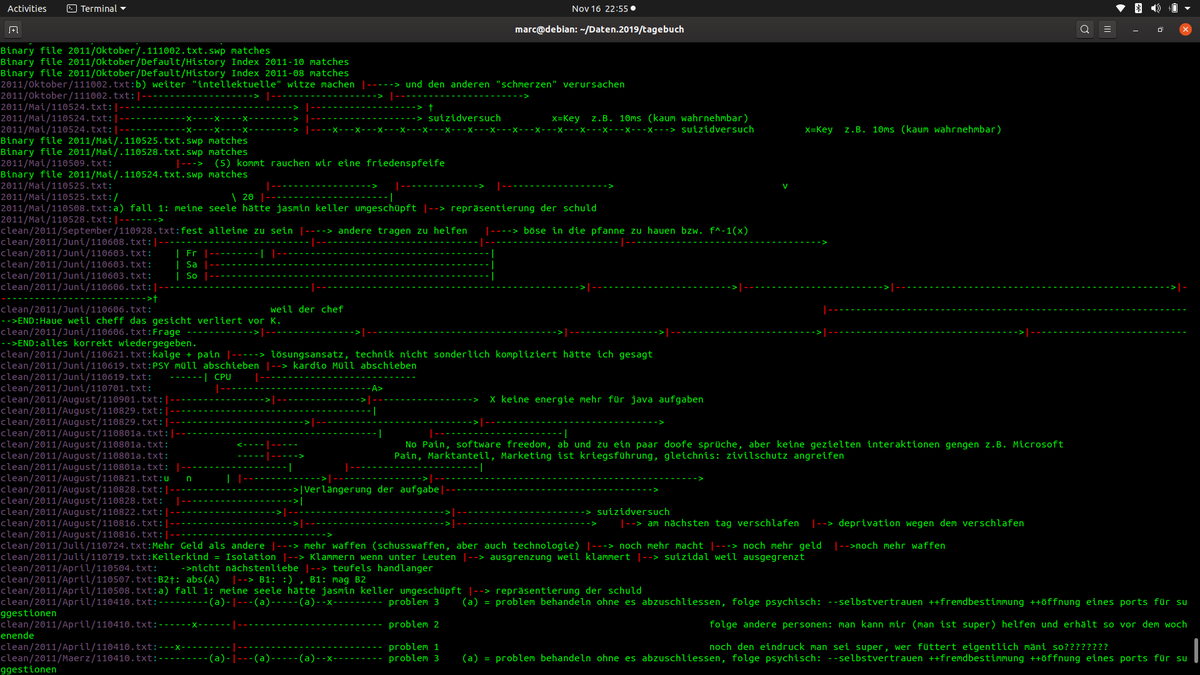 Activities Terminal Nov 16 22:55
marc@debian: ~/Daten.2019/tagebuch
Binary file 2011/Oktober/.111002.txt.swp matches
Binary file 2011/Oktober/Default/History Index 2011-10 matches
Binary file 2011/Oktober/Default/History Index 2011-08 matches
2011/Oktober/111002.txt:b) weiter "intellektuelle" witze machen |-----> und den anderen "schmerzen" verursachen
2011/Oktober/111002.txt:|--------------------> |-------------------> |------------------------>
2011/Mai/110524.txt:|-------------------------------> |-------------------> †
2011/Mai/110524.txt:|------------x----x----x--------> |-------------------> suizidversuch x=Key z.B. 10ms (kaum wahrnehmbar)
2011/Mai/110524.txt:|------------x----x----x--------> |----x---x---x---x---x---x---x---x---x---x---x---x---x---x---x---> suizidversuch x=Key z.B. 10ms (kaum wahrnehmbar)
Binary file 2011/Mai/.110525.txt.swp matches
Binary file 2011/Mai/.110528.txt.swp matches
2011/Mai/110509.txt: |---> (S) kommt rauchen wir eine friedenspfeife
Binary file 2011/Mai/.110524.txt.swp matches
2011/Mai/110525.txt: |------------------> |--------------> |-------------------> v
2011/Mai/110525.txt:/ \ 20 |----------------------|
2011/Mai/110508.txt:a) fall 1: meine seele hätte jasmin keller umgeschüpft |--> repräsentierung der schuld
2011/Mai/110528.txt:|------->
clean/2011/September/110928.txt:fest alleine zu sein |----> andere tragen zu helfen |----> böse in die pfanne zu hauen bzw. f^-1(x)
clean/2011/Juni/110608.txt:|---------------------------|------------------------------|------------------------|------------------------------------>
clean/2011/Juni/110603.txt: | Fr |---------| |--------------------------------------|
clean/2011/Juni/110603.txt: | Sa |--------------------------------------------------|
clean/2011/Juni/110603.txt: | So |--------------------------------------------------|
clean/2011/Juni/110606.txt:|---------------------------|------------------------------------------------>|-------------------------->|-------------------------->|-------------------------------------------------->|-
-------------------------->†
clean/2011/Juni/110606.txt: weil der chef |----------------------------------------------------------------
-->END:Haue weil cheff das gesicht verliert vor K.
clean/2011/Juni/110606.txt:Frage ------------->|---------------->|----------------------------------->|---------------->|--------------------------->|----------------------------------->|----------------------------
-->END:alles korrekt wiedergegeben.
clean/2011/Juni/110621.txt:kalge + pain |-----> lösungsansatz, technik nicht sonderlich kompliziert hätte ich gesagt
clean/2011/Juni/110619.txt:PSY müll abschieben |--> kardio Müll abschieben
clean/2011/Juni/110619.txt: ------| CPU |----------------------------
clean/2011/Juni/110701.txt: |---------------------------A>
clean/2011/August/110901.txt:|----------------->|---------------->|------------------> X keine energie mehr für java aufgaben
clean/2011/August/110829.txt:|------------------------------------|
clean/2011/August/110829.txt:|------------------------>|------------------------>|------------------------------------>
clean/2011/August/110801a.txt:|------------------------------------| |-----------------------|
clean/2011/August/110801a.txt: <----|----- No Pain, software freedom, ab und zu ein paar doofe sprüche, aber keine gezielten interaktionen gengen z.B. Microsoft
clean/2011/August/110801a.txt: -----|-----> Pain, Marktanteil, Marketing ist kriegsführung, gleichnis: zivilschutz angreifen
clean/2011/August/110801a.txt: |-------------------| |-----------------------|
clean/2011/August/110821.txt:u n | |-------------->|---------------->|------------------------------------------------>
clean/2011/August/110828.txt:|----------------------->|Verlängerung der aufgabe|------------------------------------->
clean/2011/August/110828.txt: |--------------------->|
clean/2011/August/110822.txt:|------------------->|----------------------------->|------------------------> suizidversuch
clean/2011/August/110816.txt:|----------------------->|-------------------------->|-------------------------> |--> am nächsten tag verschlafen |--> deprivation wegen dem verschlafen
clean/2011/August/110816.txt:|---------------------------->
clean/2011/Juli/110724.txt:Mehr Geld als andere |---> mehr waffen (schusswaffen, aber auch technologie) |---> noch mehr macht |---> noch mehr geld |-->noch mehr waffen
clean/2011/Juli/110719.txt:Kellerkind = Isolation |--> Klammern wenn unter Leuten |--> ausgrenzung weil klammert |--> suizidal weil ausgegrenzt
clean/2011/April/110504.txt: ->nicht nächstenliebe |--> teufels handlanger
clean/2011/April/110507.txt:B2†: abs(A) |--> B1: :) , B1: mag B2
clean/2011/April/110508.txt:a) fall 1: meine seele hätte jasmin keller umgeschüpft |--> repräsentierung der schuld
clean/2011/April/110410.txt:---------(a)-|---(a)-----(a)--x--------- problem 3 (a) = problem behandeln ohne es abzuschliessen, folge psychisch: --selbstvertrauen ++fremdbestimmung ++öffnung eines ports für su
ggestionen
clean/2011/April/110410.txt:------x------|-------------------------- problem 2 folge andere personen: man kann mir (man ist super) helfen und erhält so vor dem woch
enende
clean/2011/April/110410.txt:---x---------|-------------------------- problem 1 noch den eindruck man sei super, wer füttert eigentlich mäni so????????
clean/2011/Maerz/110410.txt:---------(a)-|---(a)-----(a)--x--------- problem 3 (a) = problem behandeln ohne es abzuschliessen, folge psychisch: --selbstvertrauen ++fremdbestimmung ++öffnung eines ports für su
ggestionen